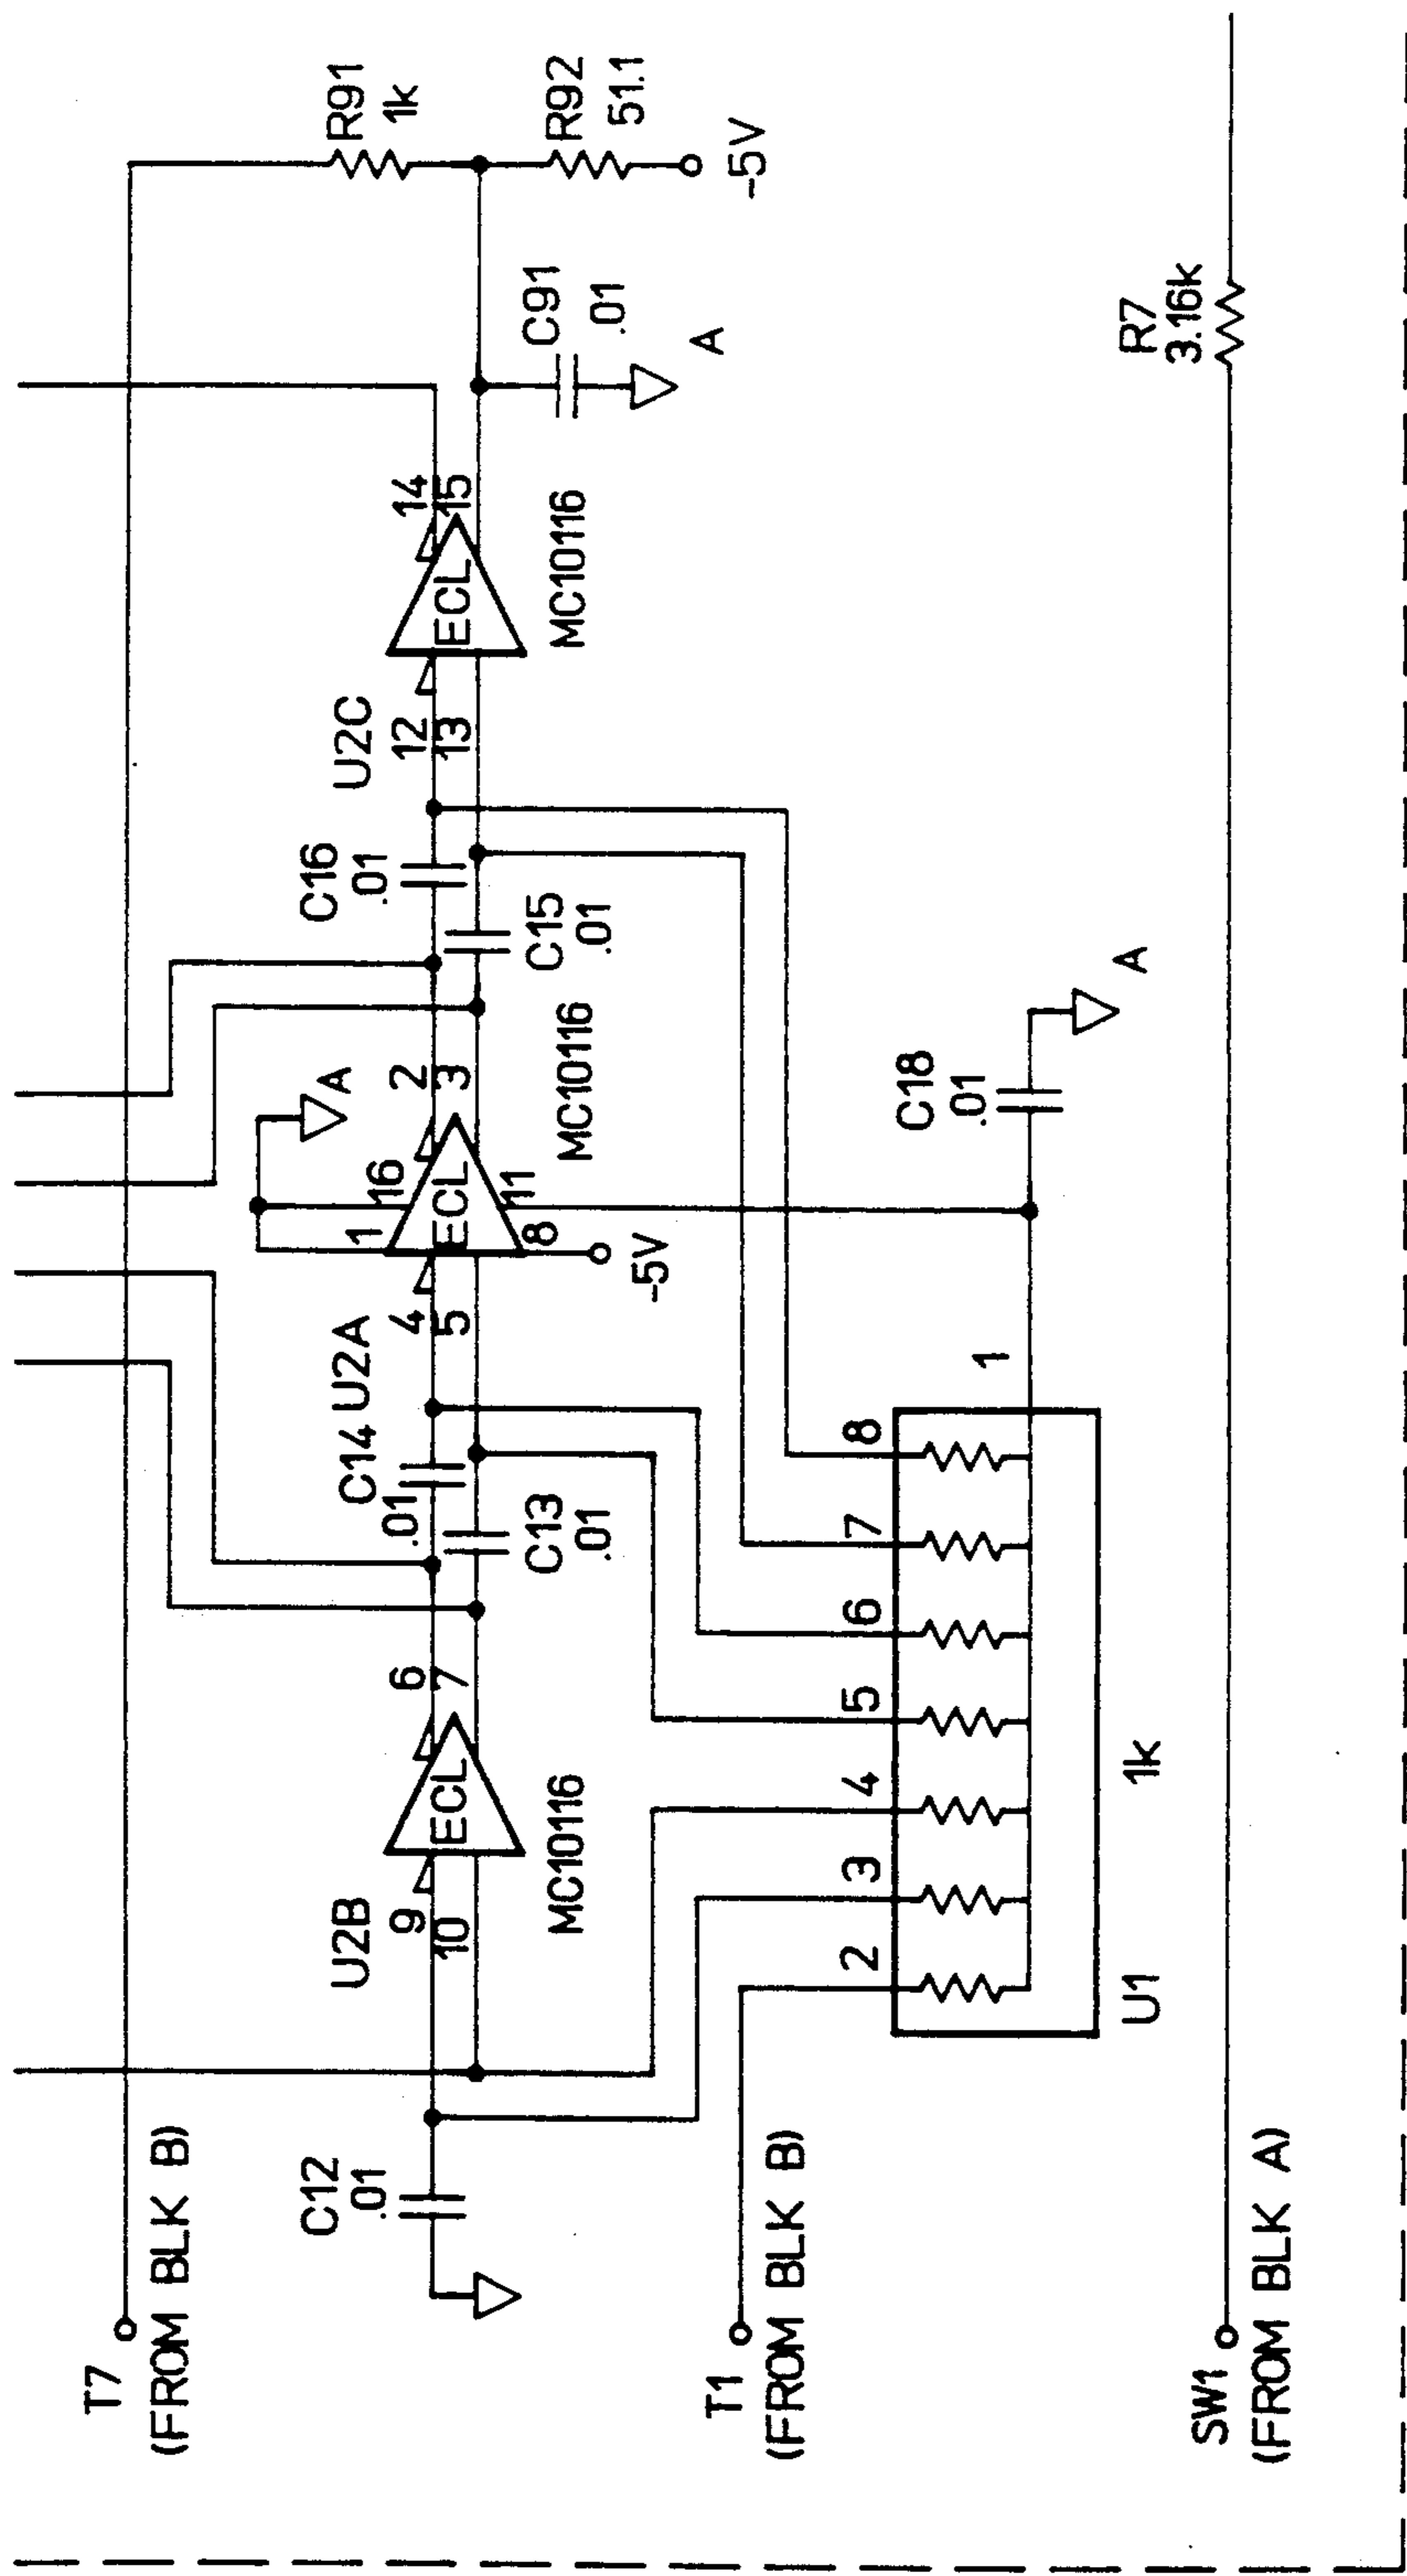 T7
(FROM BLK B)
R91
1k
R92
51.1
-5V
C91
.01
A
14
15
ECL
MC10116
U2C
12
13
C16
.01
C15
.01
A
2
3
16
1
ECL
11
8
MC10116
-5V
4
5
U2A
C14
.01
C13
.01
6
7
ECL
MC10116
U2B
9
10
C12
.01
C18
.01
A
1
8
7
6
5
4
3
2
1k
U1
T1
(FROM BLK B)
R7
3.16k
SW1
(FROM BLK A)